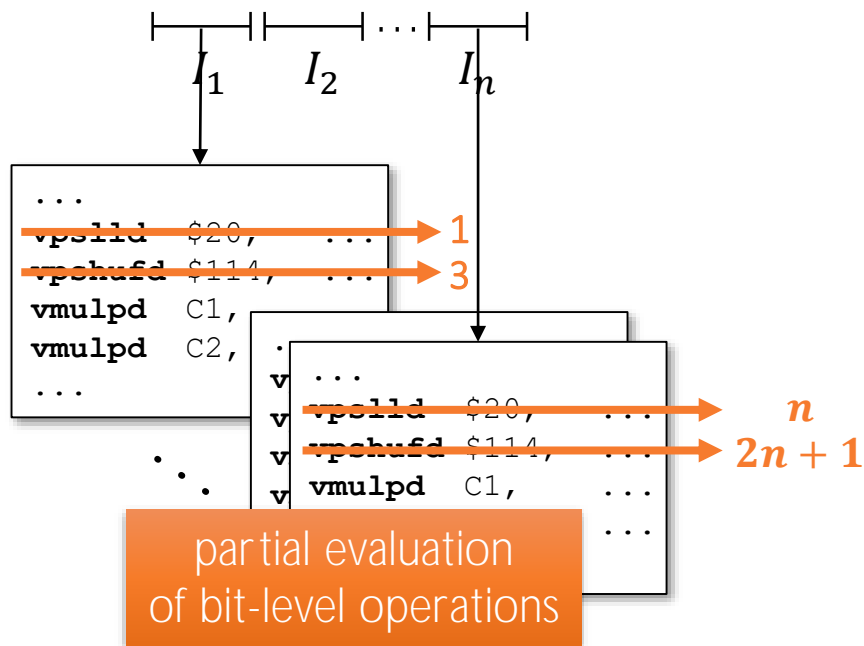 ...
I₁ I₂ Iₙ
...
vpslld $20, ... 1
vpshufd $114, ... 3
vmulpd C1,
vmulpd C2,
...
.
v
v
v
v
...
vpslld $20, ... n
vpshufd $114, ... 2n + 1
vmulpd C1, ...
...
partial evaluation
of bit-level operations